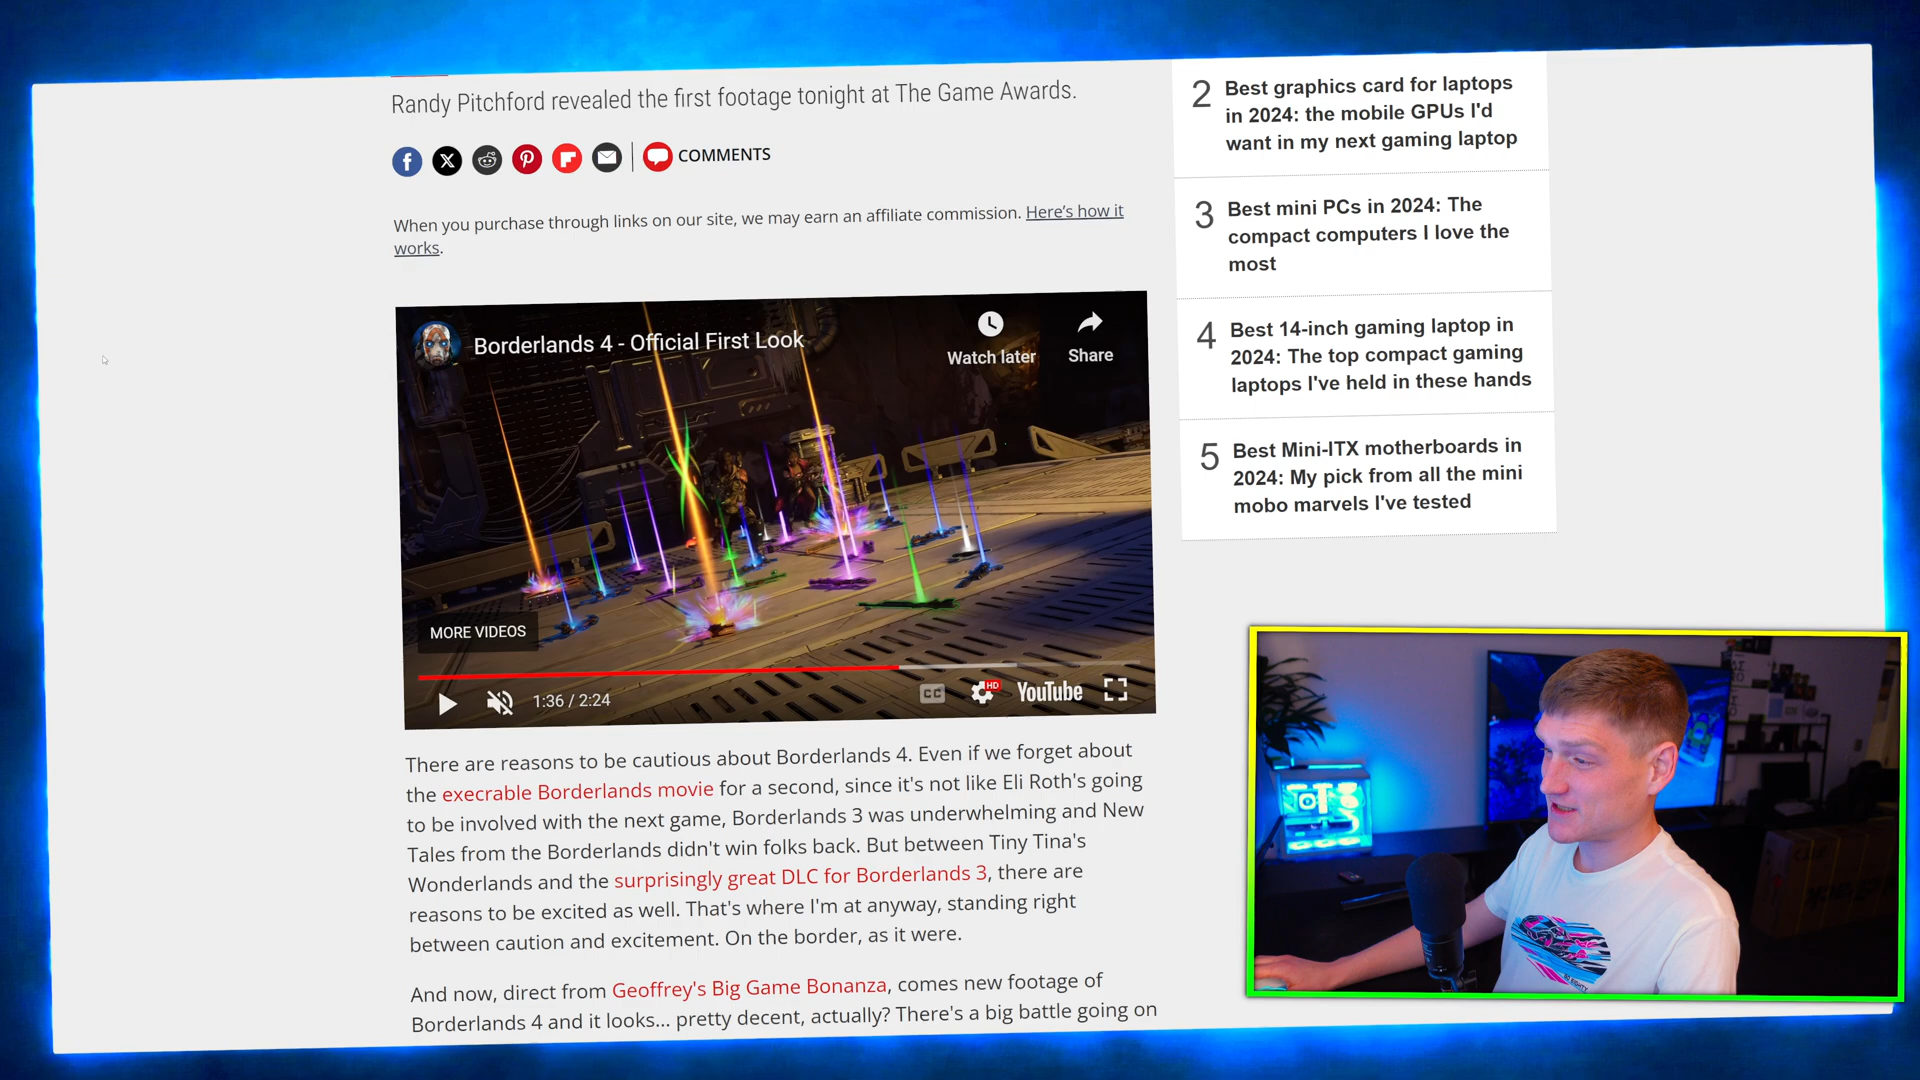 Randy Pitchford revealed the first footage tonight at The Game Awards.
COMMENTS
When you purchase through links on our site, we may earn an affiliate commission. Here's how it
works.
Borderlands 4 - Official First Look
Watch later
Share
MORE VIDEOS
1:36 / 2:24
CC
HD
YouTube
There are reasons to be cautious about Borderlands 4. Even if we forget about
the execrable Borderlands movie for a second, since it's not like Eli Roth's going
to be involved with the next game, Borderlands 3 was underwhelming and New
Tales from the Borderlands didn't win folks back. But between Tiny Tina's
Wonderlands and the surprisingly great DLC for Borderlands 3, there are
reasons to be excited as well. That's where I'm at anyway, standing right
between caution and excitement. On the border, as it were.
And now, direct from Geoffrey's Big Game Bonanza, comes new footage of
Borderlands 4 and it looks... pretty decent, actually? There's a big battle going on
2 Best graphics card for laptops
in 2024: the mobile GPUs I'd
want in my next gaming laptop
3 Best mini PCs in 2024: The
compact computers I love the
most
4 Best 14-inch gaming laptop in
2024: The top compact gaming
laptops I've held in these hands
5 Best Mini-ITX motherboards in
2024: My pick from all the mini
mobo marvels I've tested